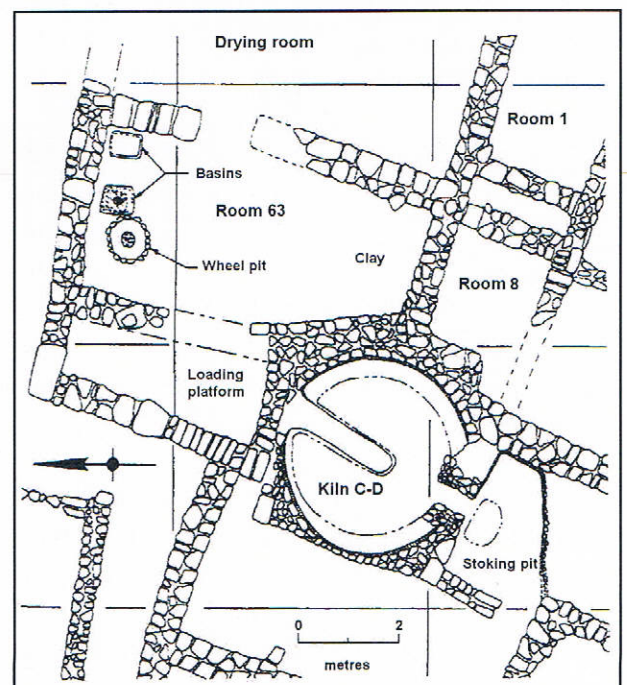 Drying room
Room 1
Basins
Room 63
Wheel pit
Clay
Room 8
Loading
platform
Kiln C-D
Stoking pit
0 2
metres